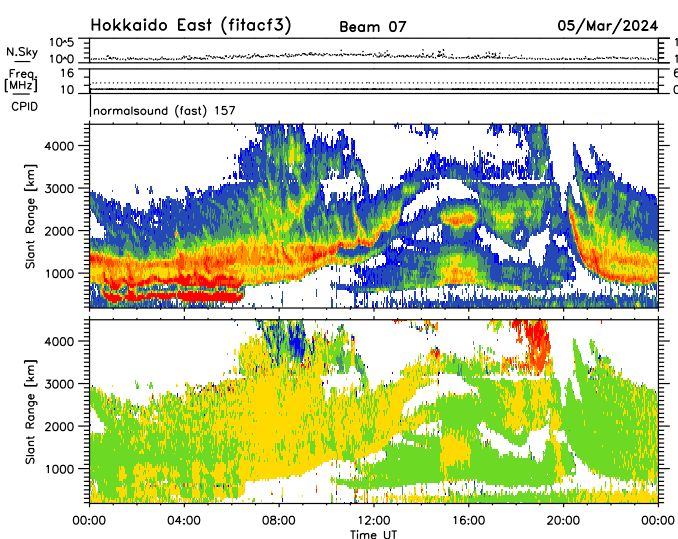 Hokkaido East (fitacf3) Beam 07 05/Mar/2024
N.Sky 10^5 10^0 1 1
Freq. [MHz] 16 10 6 0
CPID normalsound (fast) 157
Slant Range [km] 4000 3000 2000 1000
Slant Range [km] 4000 3000 2000 1000
00:00 04:00 08:00 12:00 16:00 20:00 00:00
Time UT